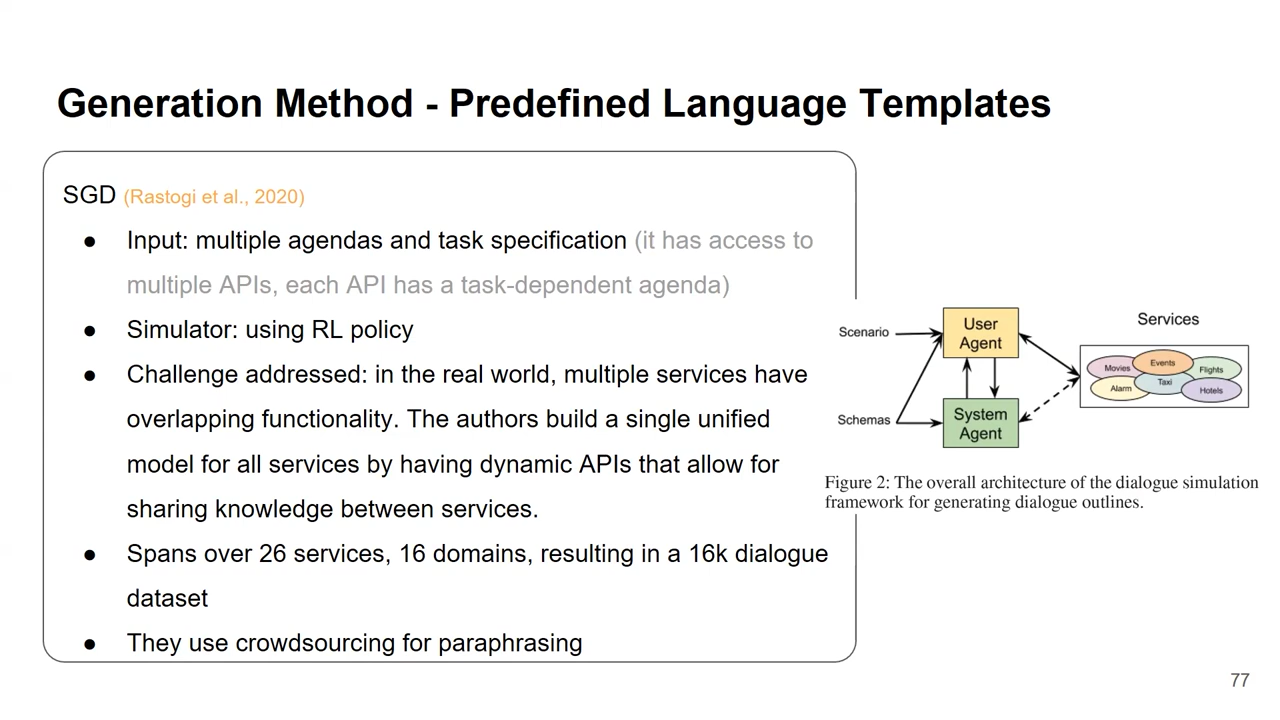 Generation Method - Predefined Language Templates
SGD (Rastogi et al., 2020)
● Input: multiple agendas and task specification (it has access to
multiple APIs, each API has a task-dependent agenda)
● Simulator: using RL policy
● Challenge addressed: in the real world, multiple services have
overlapping functionality. The authors build a single unified
model for all services by having dynamic APIs that allow for
sharing knowledge between services.
● Spans over 26 services, 16 domains, resulting in a 16k dialogue
dataset
● They use crowdsourcing for paraphrasing
Scenario
User
Agent
Schemas
System
Agent
Services
Movies
Events
Flights
Alarm
Taxi
Hotels
Figure 2: The overall architecture of the dialogue simulation
framework for generating dialogue outlines.
77